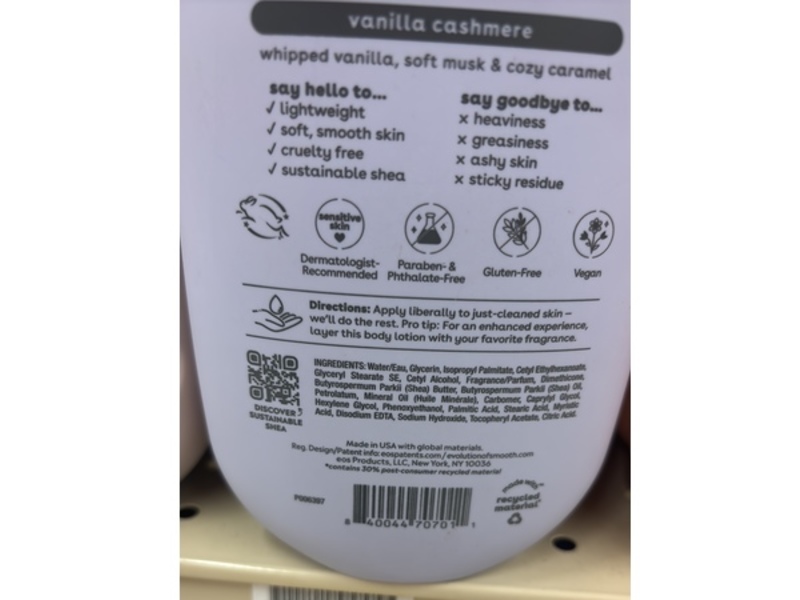 vanilla cashmere
whipped vanilla, soft musk & cozy caramel
say hello to...
✓ lightweight
✓ soft, smooth skin
✓ cruelty free
✓ sustainable shea
say goodbye to...
x heaviness
x greasiness
x ashy skin
x sticky residue
sensitive
skin
Dermatologist-
Recommended
Paraben- &
Phthalate-Free
Gluten-Free
Vegan
Directions: Apply liberally to just-cleaned skin –
we'll do the rest. Pro tip: For an enhanced experience,
layer this body lotion with your favorite fragrance.
DISCOVER
SUSTAINABLE
SHEA
INGREDIENTS: Water/Eau, Glycerin, Isopropyl Palmitate, Cetyl Ethylhexanoate,
Glyceryl Stearate SE, Cetyl Alcohol, Fragrance/Parfum, Dimethicone,
Butyrospermum Parkii (Shea) Butter, Butyrospermum Parkii (Shea) Oil,
Petrolatum, Mineral Oil (Huile Minérale), Carbomer, Caprylyl Glycol,
Hexylene Glycol, Phenoxyethanol, Palmitic Acid, Stearic Acid, Myristic
Acid, Disodium EDTA, Sodium Hydroxide, Tocopheryl Acetate, Citric Acid.
Made in USA with global materials.
Reg. Design/Patent info: eospatents.com/evolutionofsmooth.com
eos Products, LLC, New York, NY 10036
*contains 30% post-consumer recycled material
P006387
8 40044 70701 1
made with*
recycled
material